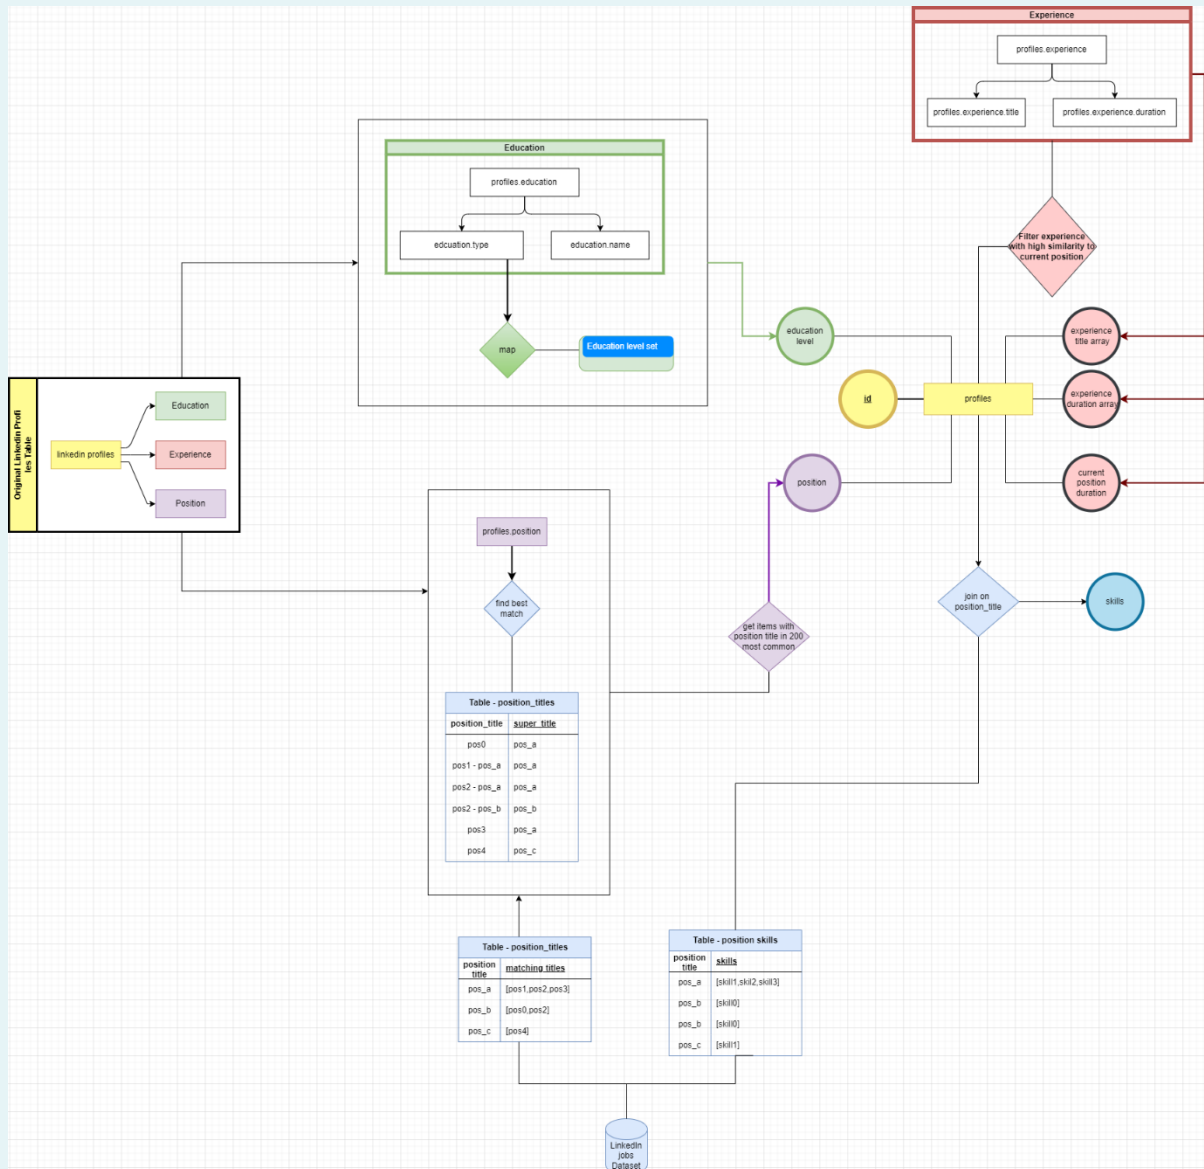 Experience
profiles.experience
profiles.experience.title
profiles.experience.duration
Education
profiles.education
edcuation.type
education.name
map
Education level set
Filter experience
with high similarity to
current position
education
level
experience
title array
id
profiles
experience
duration array
position
current
position
duration
Original Linkedin Profi
les Table
linkedin profiles
Education
Experience
Position
profiles.position
find best
match
join on
position_title
skills
get items with
position title in 200
most common
Table - position_titles
position_title super_title
pos0 pos_a
pos1 - pos_a pos_a
pos2 - pos_a pos_a
pos2 - pos_b pos_b
pos3 pos_a
pos4 pos_c
Table - position_titles
position
title
matching titles
pos_a [pos1,pos2,pos3]
pos_b [pos0,pos2]
pos_c [pos4]
Table - position skills
position
title
skills
pos_a [skill1,skil2,skill3]
pos_b [skill0]
pos_b [skill0]
pos_c [skill1]
LinkedIn
jobs
Dataset